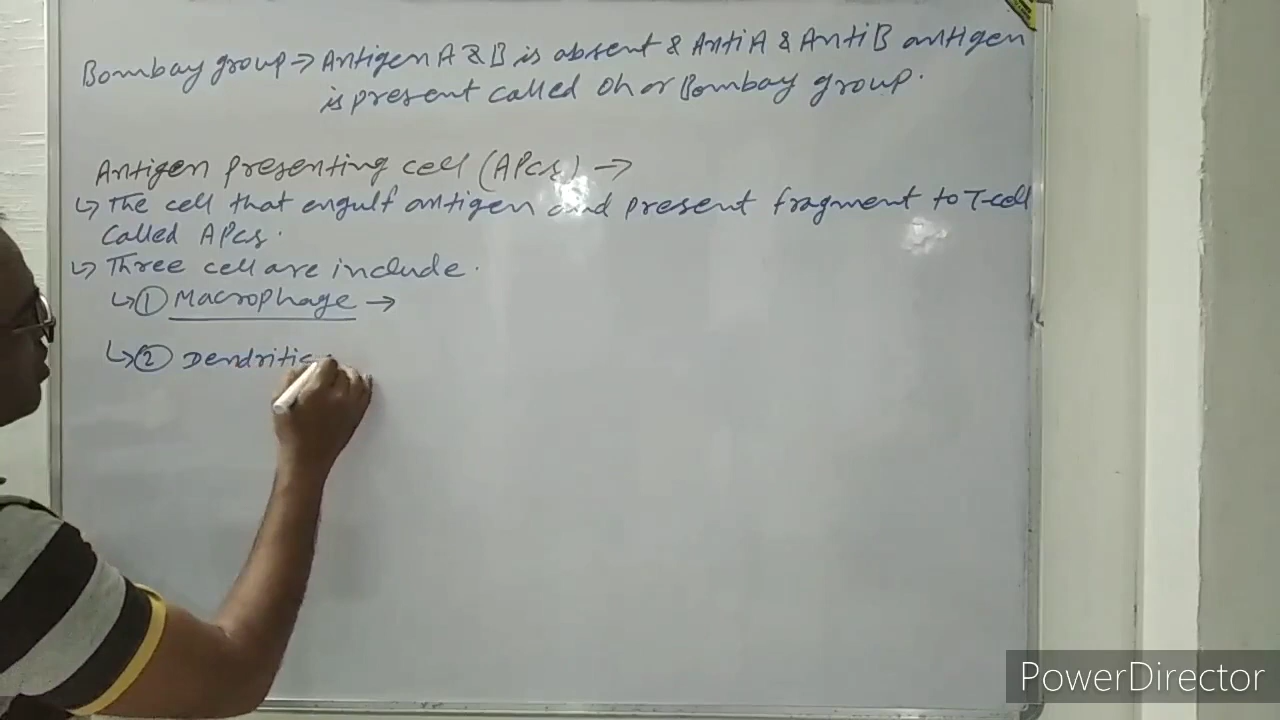 Bombay group → Antigen A & B is absent & Anti A & Anti B antigen
is present called Oh or Bombay group.
Antigen Presenting cell (APCs) →
↳ The cell that engulf antigen and present fragment to T-cell
called APCs.
↳ Three cell are include.
↳ ① Macrophage →
↳ ② Dendritic
PowerDirector